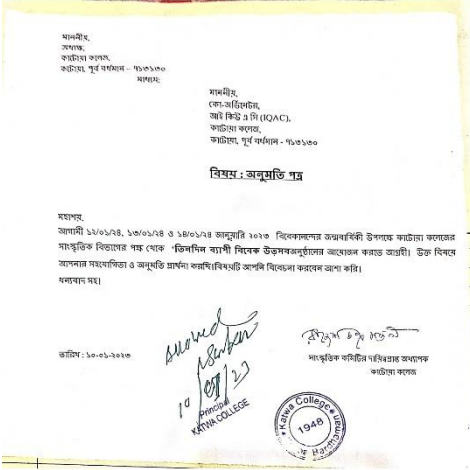 মাননীয়,
অধ্যক্ষ,
কাটোয়া কলেজ,
কাটোয়া, পূর্ব বর্ধমান – ৭১৩১৩০
মাধ্যম:
মাননীয়,
কো-অর্ডিনেটর,
আই কিউ এ সি (IQAC),
কাটোয়া কলেজ,
কাটোয়া, পূর্ব বর্ধমান – ৭১৩১৩০
বিষয় : অনুমতি পত্র
মহাশয়,
আগামী ১২/০১/২৪, ১৩/০১/২৪ ও ১৪/০১/২৪ জানুয়ারি ২০২৩ বিবেকানন্দের জন্মবার্ষিকী উপলক্ষে কাটোয়া কলেজের
সাংস্কৃতিক বিভাগের পক্ষ থেকে 'তিনদিন ব্যাপী বিবেক উত্সবঅনুষ্ঠানের আয়োজন করতে আগ্রহী। উক্ত বিষয়ে
আপনার সহযোগিতা ও অনুমতি প্রার্থনা করছি।বিষয়টি আপনি বিবেচনা করবেন আশা করি।
ধন্যবাদ সহ।
allowed
Principal
KATWA COLLEGE
তারিখ : ১০-০১-২০২৩
সাংস্কৃতিক কমিটির দায়িত্বপ্রাপ্ত অধ্যাপক
কাটোয়া কলেজ
Katwa College
1948
Bardhaman